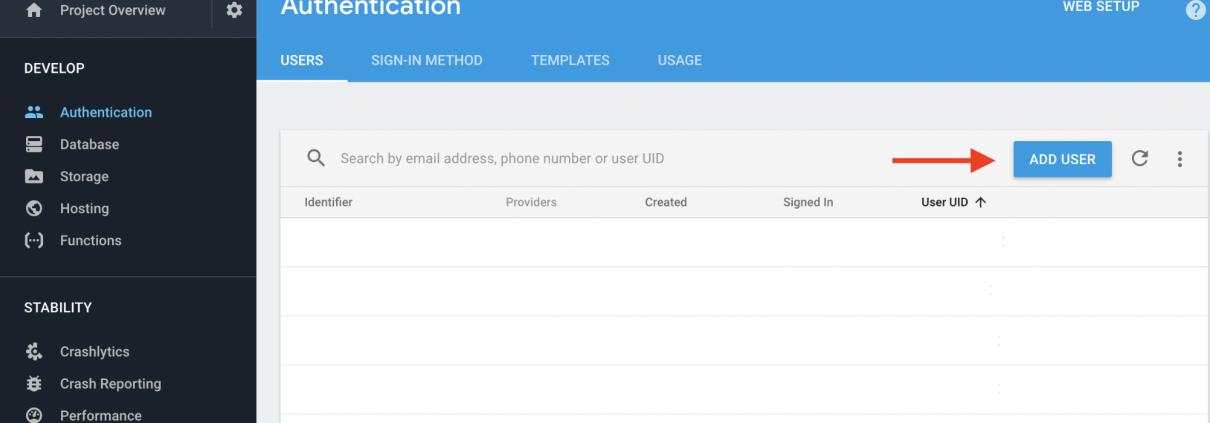 Project Overview
DEVELOP
Authentication
Database
Storage
Hosting
Functions
STABILITY
Crashlytics
Crash Reporting
Performance
Authentication
WEB SETUP
USERS
SIGN-IN METHOD
TEMPLATES
USAGE
Search by email address, phone number or user UID
ADD USER
Identifier
Providers
Created
Signed In
User UID